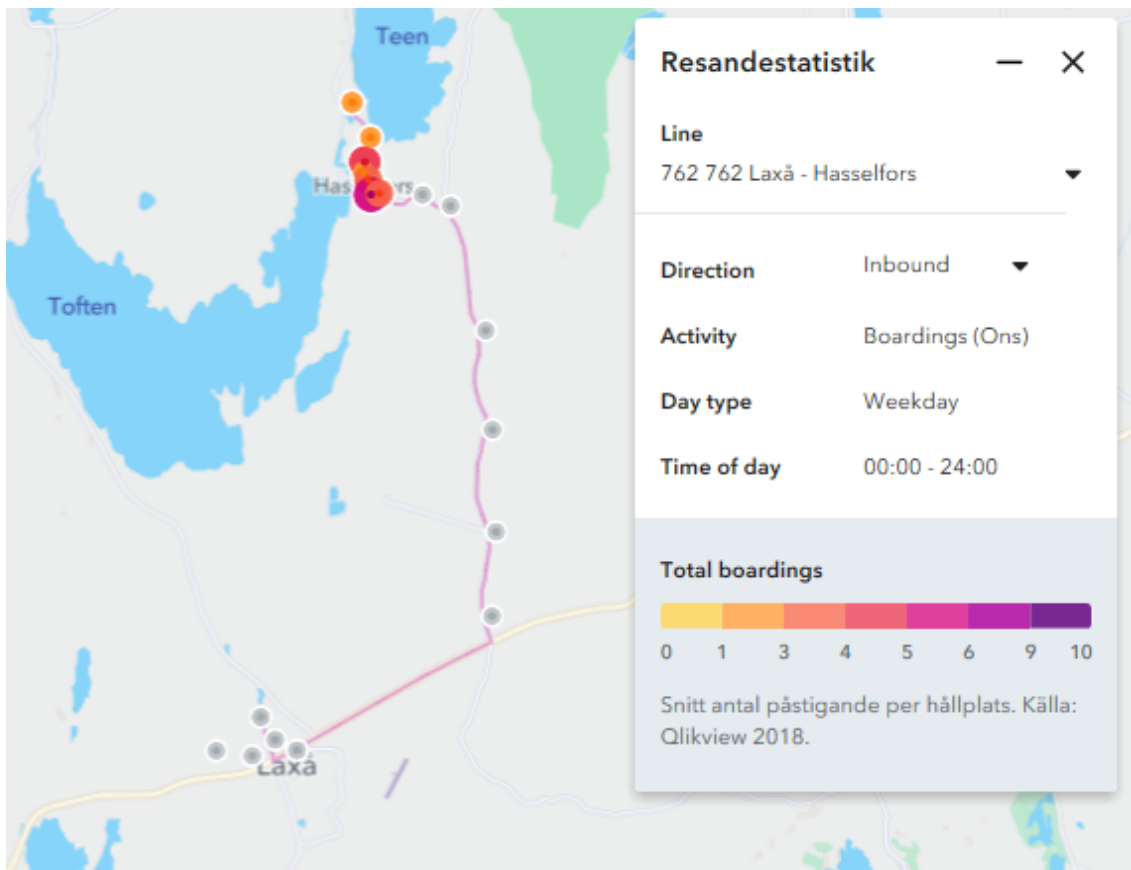 Teen
Hasselfors
Toften
Laxå
Resandestatistik
Line
762 762 Laxå - Hasselfors
Direction
Inbound
Activity
Boardings (Ons)
Day type
Weekday
Time of day
00:00 - 24:00
Total boardings
0 1 3 4 5 6 9 10
Snitt antal påstigande per hållplats. Källa:
Qlikview 2018.